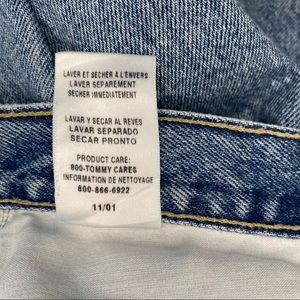 LAVER ET SECHER A L'ENVERS
LAVER SEPAREMENT
SECHER IMMEDIATEMENT
LAVAR Y SECAR AL REVES
LAVAR SEPARADO
SECAR PRONTO
PRODUCT CARE:
800-TOMMY CARES
INFORMATION DE NETTOYAGE
800-866-6922
11/01